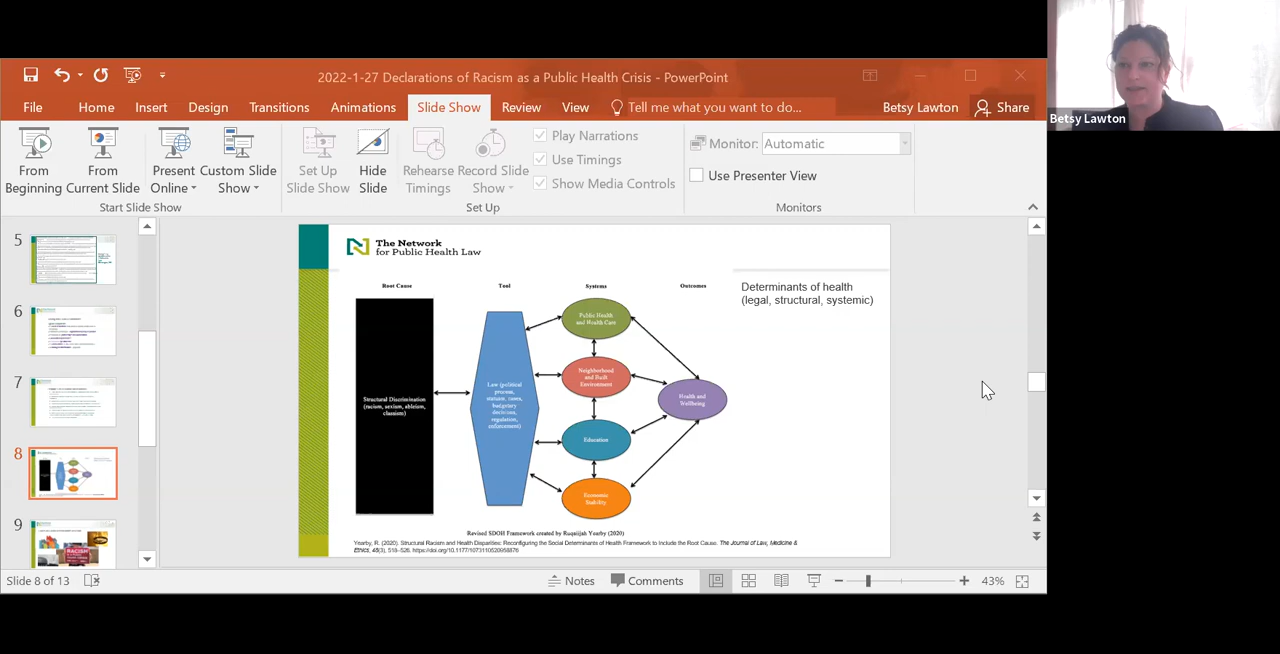 2022-1-27 Declarations of Racism as a Public Health Crisis - PowerPoint
File Home Insert Design Transitions Animations Slide Show Review View Tell me what you want to do... Betsy Lawton Share
Betsy Lawton
From Beginning
From Current Slide
Present Online
Custom Slide Show
Start Slide Show
Set Up Slide Show
Hide Slide
Rehearse Timings
Record Slide Show
Play Narrations
Use Timings
Show Media Controls
Set Up
Monitor: Automatic
Use Presenter View
Monitors
5
6
7
8
9
RACISM
The Network
for Public Health Law
Root Cause Tool Systems Outcomes
Determinants of health
(legal, structural, systemic)
Structural Discrimination
(racism, sexism, ableism,
classism)
Law (political
process,
statute, cases,
budgetary
decisions,
regulation,
enforcement)
Public Health
and Health Care
Neighborhood
and Built
Environment
Education
Economic
Stability
Health and
Wellbeing
Revised SDOH Framework created by Ruqaiijah Yearby (2020)
Yearby, R. (2020). Structural Racism and Health Disparities: Reconfiguring the Social Determinants of Health Framework to Include the Root Cause. The Journal of Law, Medicine &
Ethics, 48(3), 518–526. https://doi.org/10.1177/1073110520958876
Slide 8 of 13 Notes Comments 43%